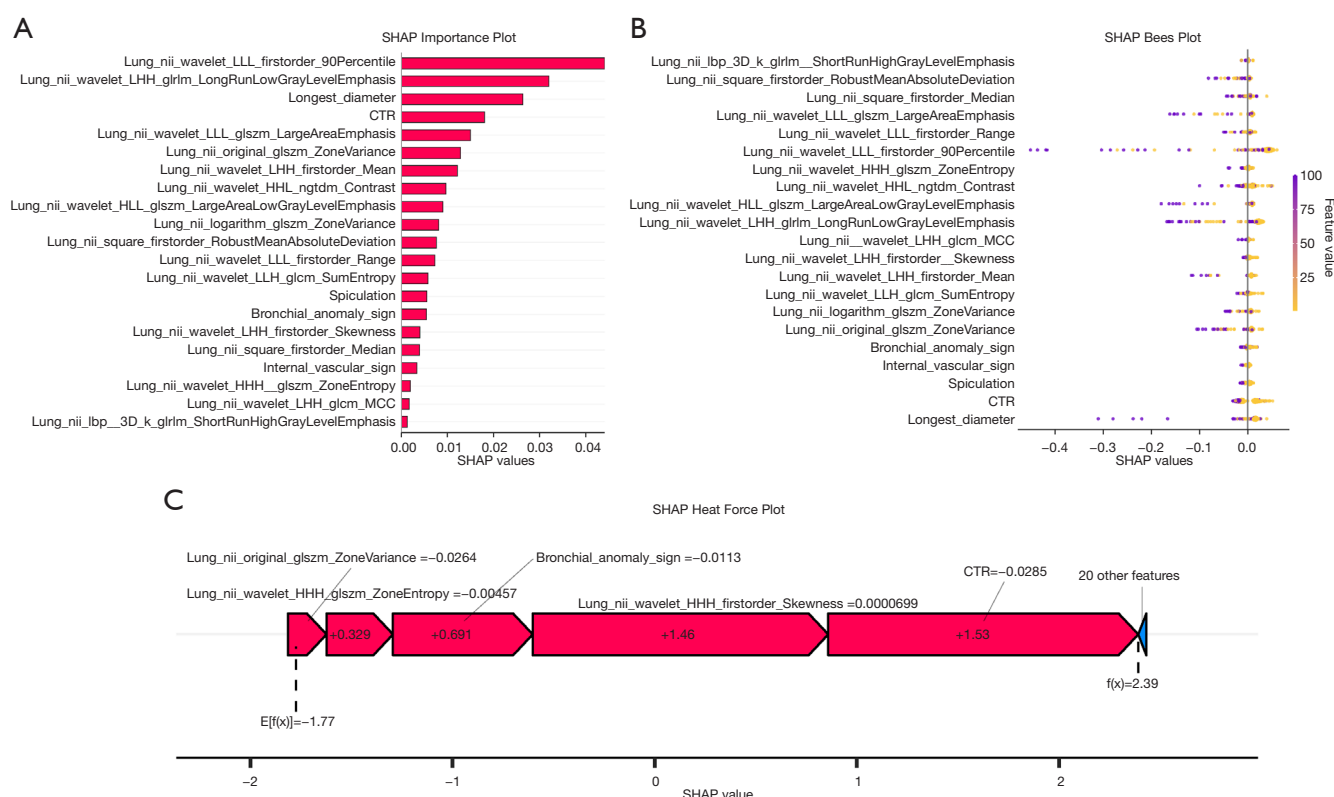 A
SHAP Importance Plot
Lung_nii_wavelet_LLL_firstorder_90Percentile
Lung_nii_wavelet_LHH_glrlm_LongRunLowGrayLevelEmphasis
Longest_diameter
CTR
Lung_nii_wavelet_LLL_glszm_LargeAreaEmphasis
Lung_nii_original_glszm_ZoneVariance
Lung_nii_wavelet_LHH_firstorder_Mean
Lung_nii_wavelet_HHL_ngtdm_Contrast
Lung_nii_wavelet_HLL_glszm_LargeAreaLowGrayLevelEmphasis
Lung_nii_logarithm_glszm_ZoneVariance
Lung_nii_square_firstorder_RobustMeanAbsoluteDeviation
Lung_nii_wavelet_LLL_firstorder_Range
Lung_nii_wavelet_LLH_glcm_SumEntropy
Spiculation
Bronchial_anomaly_sign
Lung_nii_wavelet_LHH_firstorder_Skewness
Lung_nii_square_firstorder_Median
Internal_vascular_sign
Lung_nii_wavelet_HHH__glszm_ZoneEntropy
Lung_nii_wavelet_LHH_glcm_MCC
Lung_nii_lbp__3D_k_glrlm_ShortRunHighGrayLevelEmphasis
0.00 0.01 0.02 0.03 0.04
SHAP values
B
SHAP Bees Plot
Lung_nii_lbp_3D_k_glrlm__ShortRunHighGrayLevelEmphasis
Lung_nii_square_firstorder_RobustMeanAbsoluteDeviation
Lung_nii_square_firstorder_Median
Lung_nii_wavelet_LLL_glszm_LargeAreaEmphasis
Lung_nii_wavelet_LLL_firstorder_Range
Lung_nii_wavelet_LLL_firstorder_90Percentile
Lung_nii_wavelet_HHH_glszm_ZoneEntropy
Lung_nii_wavelet_HHL_ngtdm_Contrast
Lung_nii_wavelet_HLL_glszm_LargeAreaLowGrayLevelEmphasis
Lung_nii_wavelet_LHH_glrlm_LongRunLowGrayLevelEmphasis
Lung_nii__wavelet_LHH_glcm_MCC
Lung_nii_wavelet_LHH_firstorder__Skewness
Lung_nii_wavelet_LHH_firstorder_Mean
Lung_nii_wavelet_LLH_glcm_SumEntropy
Lung_nii_logarithm_glszm_ZoneVariance
Lung_nii_original_glszm_ZoneVariance
Bronchial_anomaly_sign
Internal_vascular_sign
Spiculation
CTR
Longest_diameter
−0.4 −0.3 −0.2 −0.1 0.0
SHAP values
100
75
50
25
Feature value
C
SHAP Heat Force Plot
Lung_nii_original_glszm_ZoneVariance =−0.0264
Bronchial_anomaly_sign =−0.0113
CTR=−0.0285
20 other features
Lung_nii_wavelet_HHH_glszm_ZoneEntropy =−0.00457
Lung_nii_wavelet_HHH_firstorder_Skewness =0.0000699
+0.329
+0.691
+1.46
+1.53
f(x)=2.39
E[f(x)]=−1.77
−2 −1 0 1 2
SHAP value